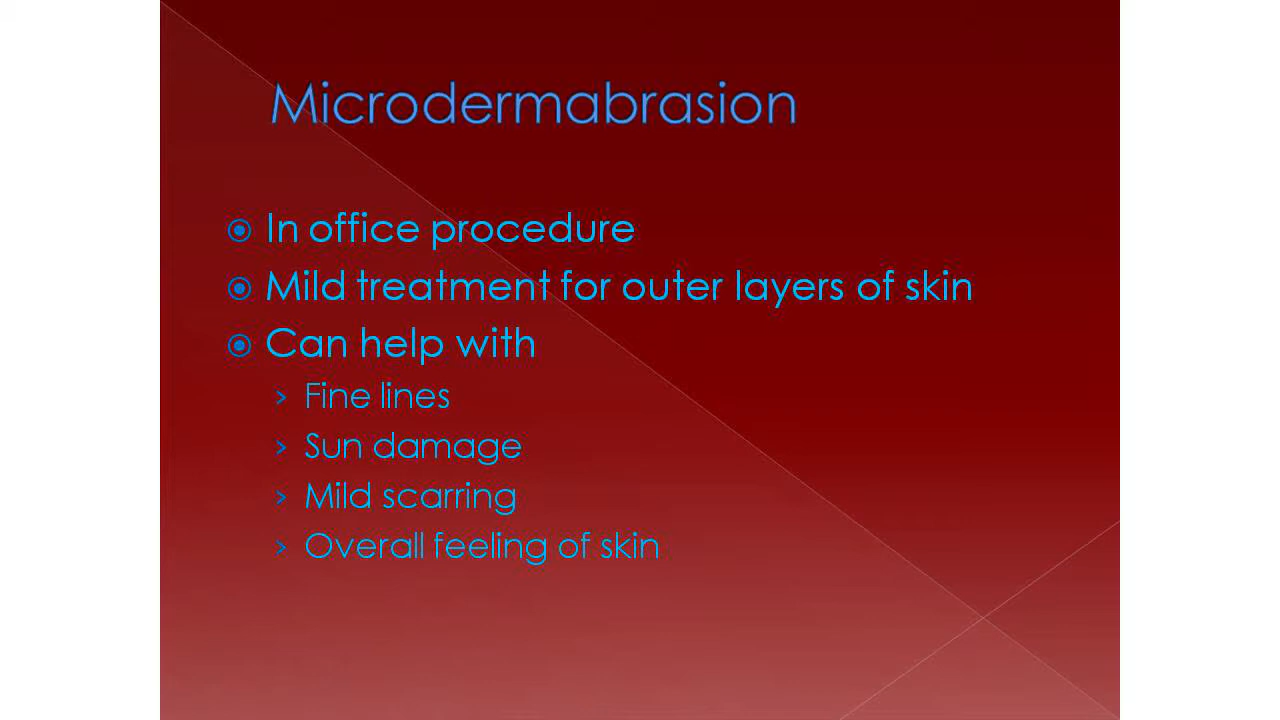 Microdermabrasion
In office procedure
Mild treatment for outer layers of skin
Can help with
Fine lines
Sun damage
Mild scarring
Overall feeling of skin